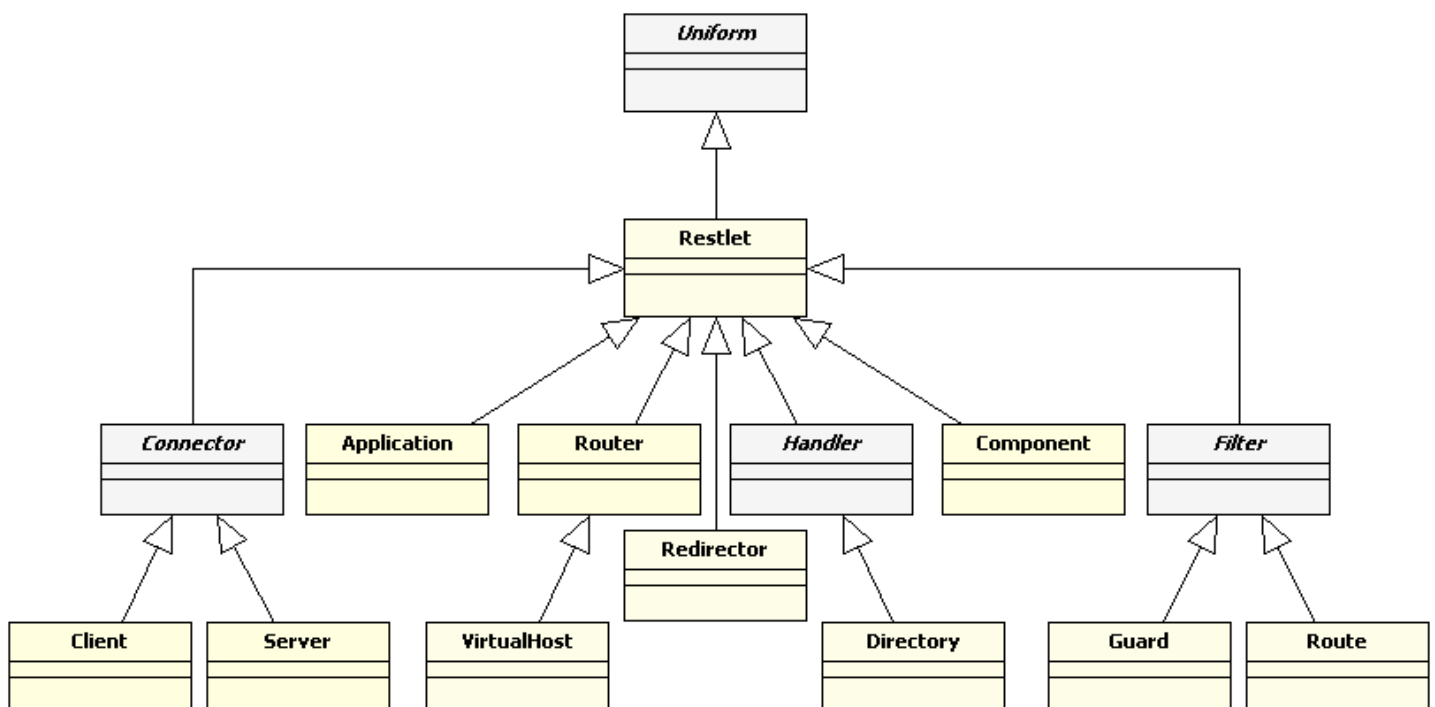 Uniform
Restlet
Connector
Application
Router
Handler
Component
Filter
Redirector
Client
Server
VirtualHost
Directory
Guard
Route